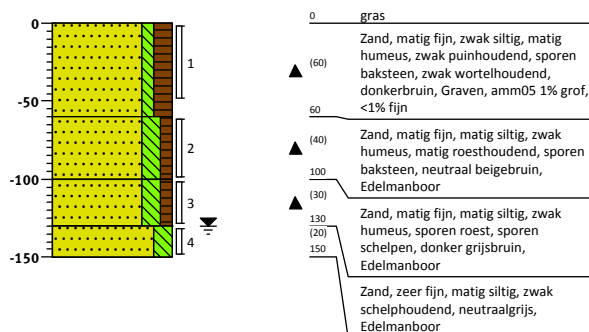 0
-50
-100
-150
1
2
3
4
0 gras
(60)
Zand, matig fijn, zwak siltig, matig
humeus, zwak puinhoudend, sporen
baksteen, zwak wortelhoudend,
donkerbruin, Graven, amm05 1% grof,
<1% fijn
60
(40)
Zand, matig fijn, matig siltig, zwak
humeus, matig roesthoudend, sporen
baksteen, neutraal beigebruin,
Edelmanboor
100
(30)
130
Zand, matig fijn, matig siltig, zwak
humeus, sporen roest, sporen
schelpen, donker grijsbruin,
Edelmanboor
(20)
150
Zand, zeer fijn, matig siltig, zwak
schelphoudend, neutraalgrijs,
Edelmanboor